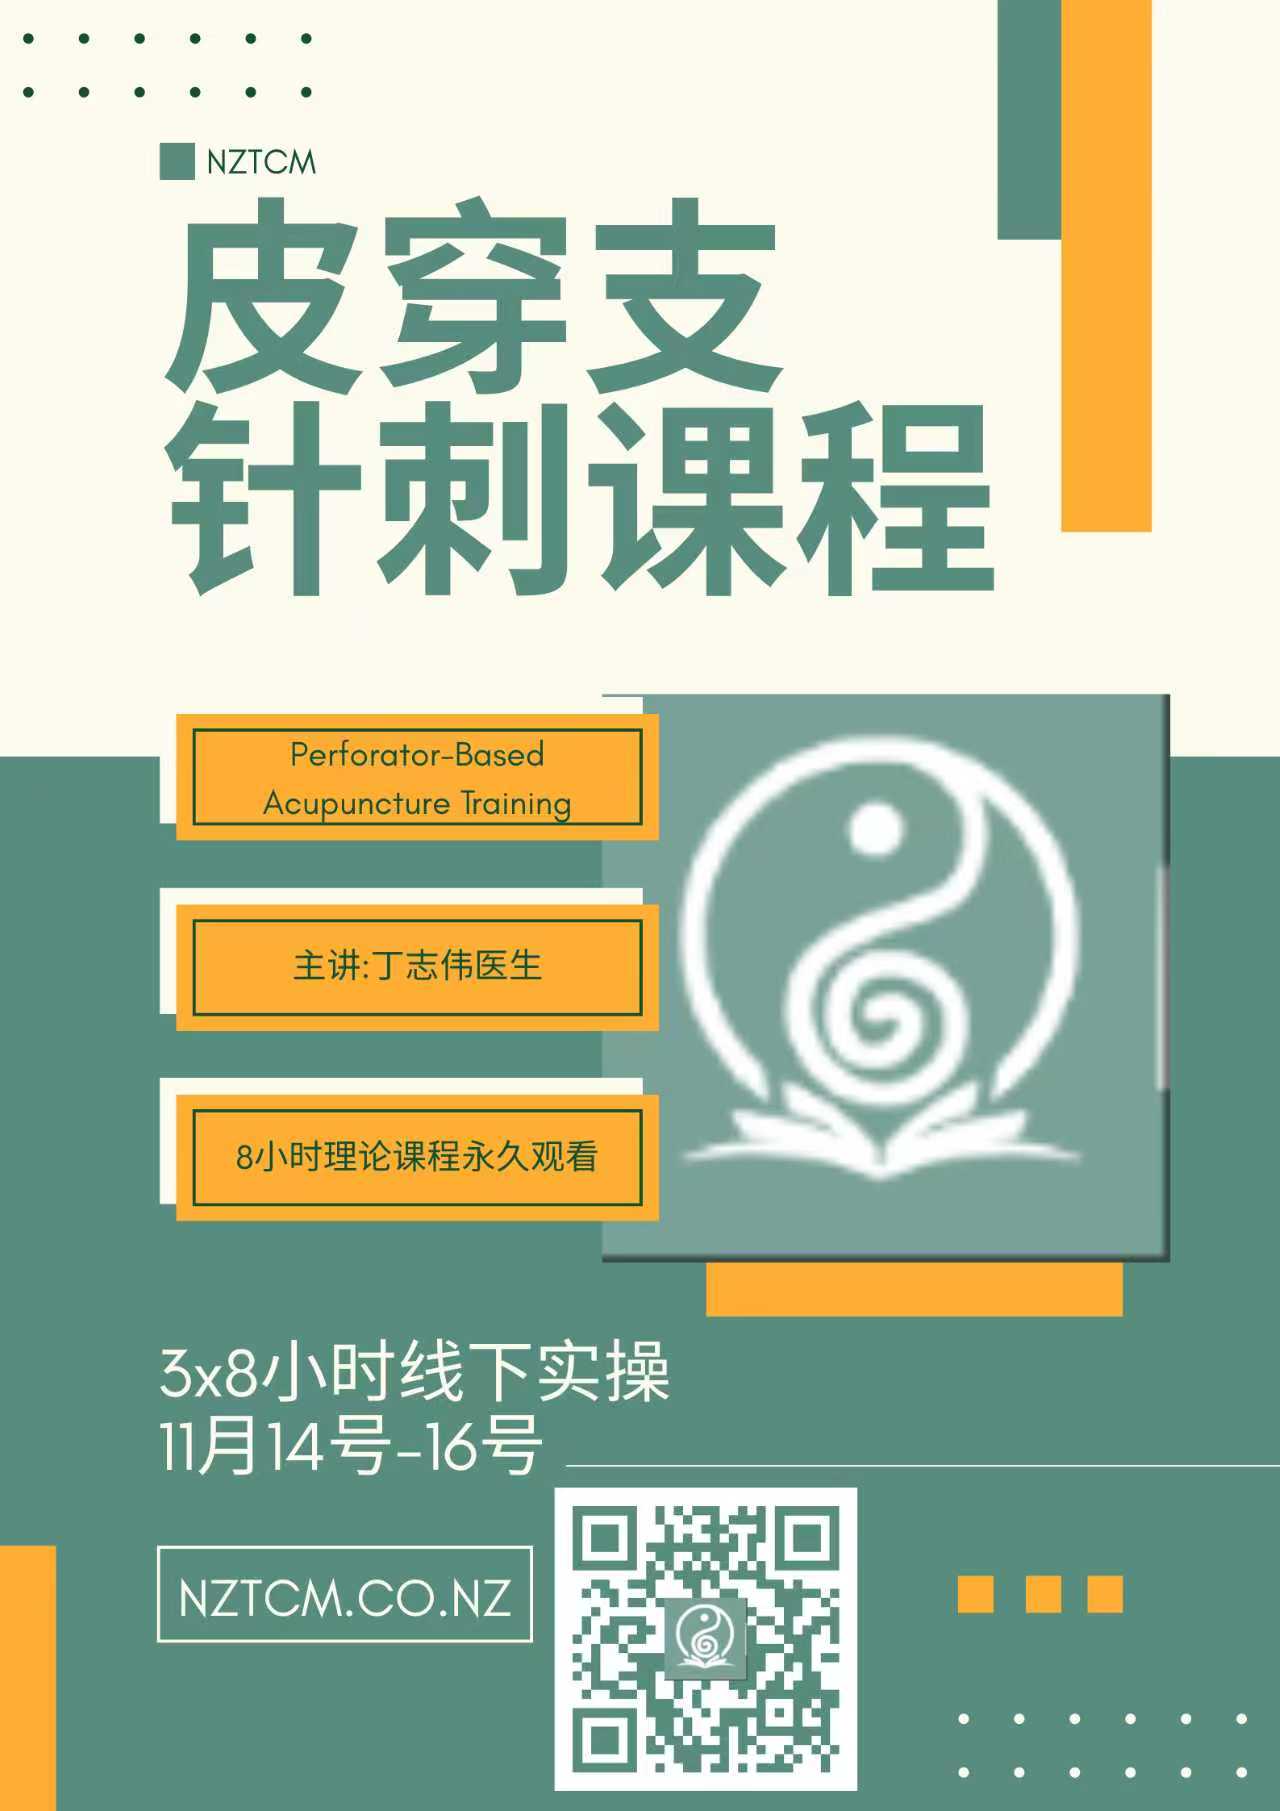 NZTCM
皮穿支
针刺课程
Perforator-Based
Acupuncture Training
主讲:丁志伟医生
8小时理论课程永久观看
3x8小时线下实操
11月14号-16号
NZTCM.CO.NZ